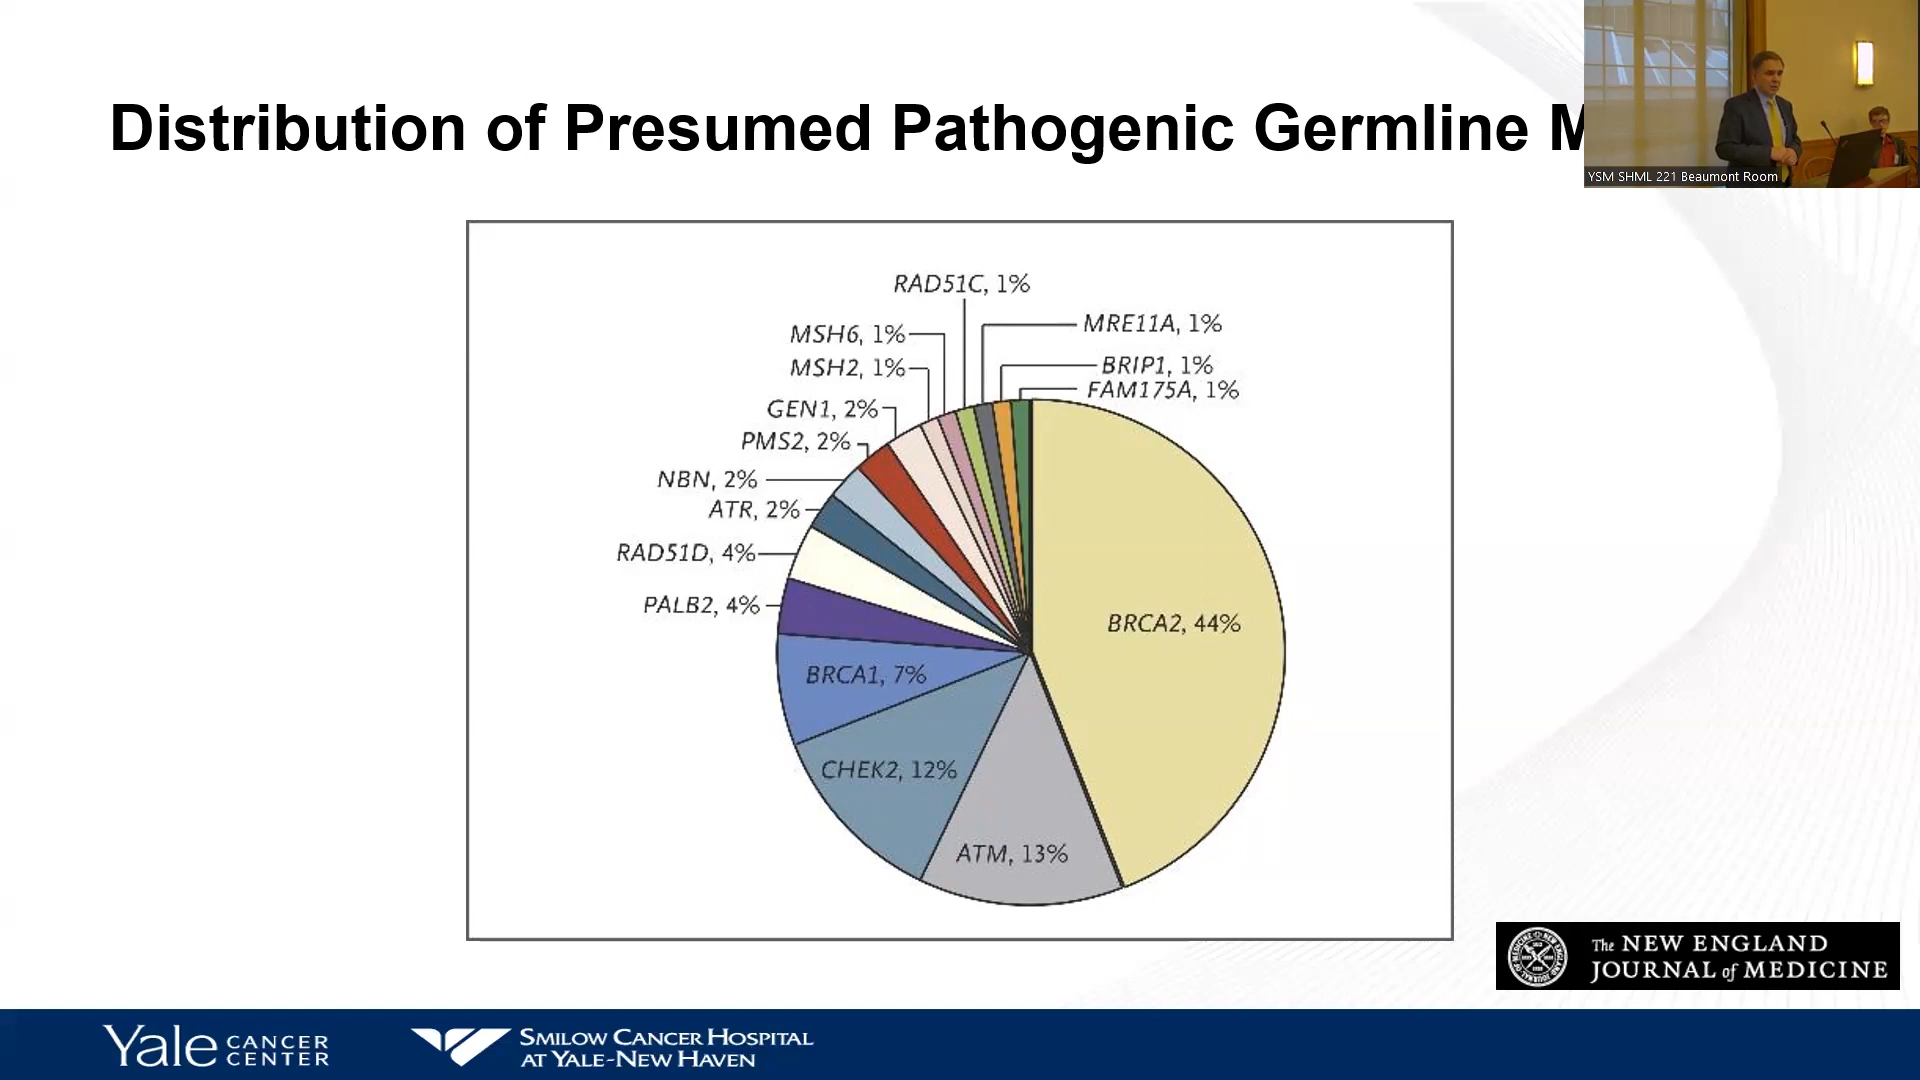 Distribution of Presumed Pathogenic Germline M
YSM SHML 221 Beaumont Room
RAD51C, 1%
MSH6, 1%
MRE11A, 1%
MSH2, 1%
BRIP1, 1%
FAM175A, 1%
GEN1, 2%
PMS2, 2%
NBN, 2%
ATR, 2%
RAD51D, 4%
PALB2, 4%
BRCA2, 44%
BRCA1, 7%
CHEK2, 12%
ATM, 13%
The NEW ENGLAND
JOURNAL of MEDICINE
Yale CANCER
CENTER
SMILOW CANCER HOSPITAL
AT YALE-NEW HAVEN